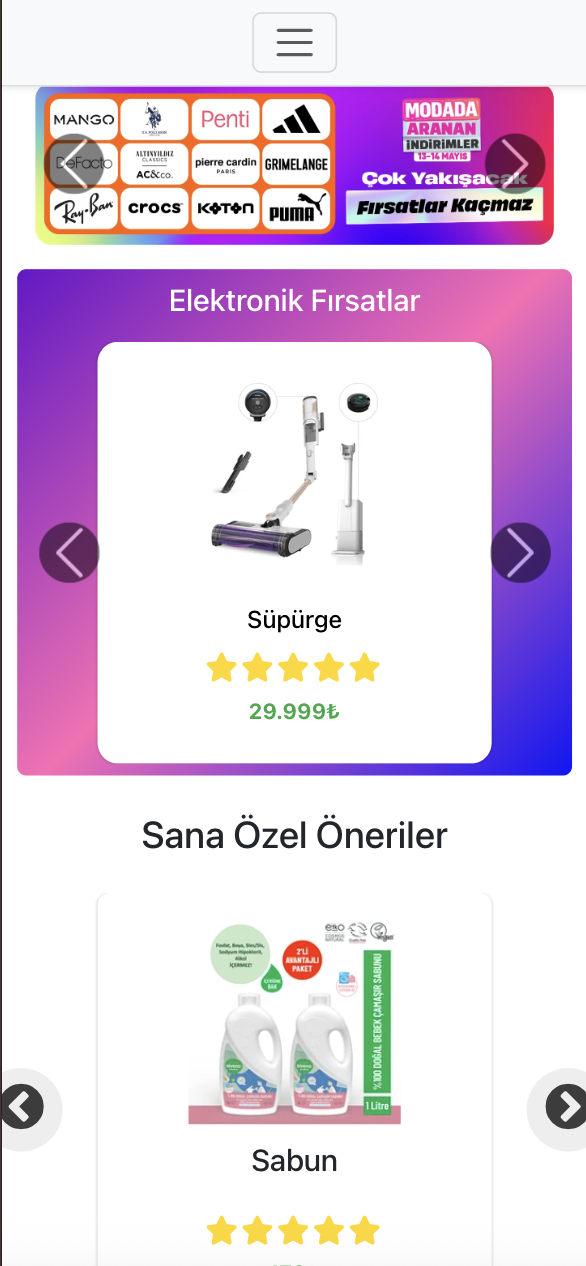 MANGO
U.S. POLO ASSN.
Penti
DeFacto
ALTINYILDIZ
CLASSICS
AC&co.
pierre cardin
PARIS
GRIMELANGE
Ray-Ban
crocs
KOTON
PUMA
MODADA
ARANAN
İNDİRİMLER
13-14 MAYIS
Çok Yakışacak
Fırsatlar Kaçmaz
Elektronik Fırsatlar
Süpürge
29.999₺
Sana Özel Öneriler
Fosfat, Boya, Sles/Sls,
Sodyum Hipoklorit,
Alkol
İÇERMEZ!
2'Lİ
AVANTAJLI
PAKET
%100 DOĞAL BEBEK ÇAMAŞIR SABUNU
1 Litre
Sabun